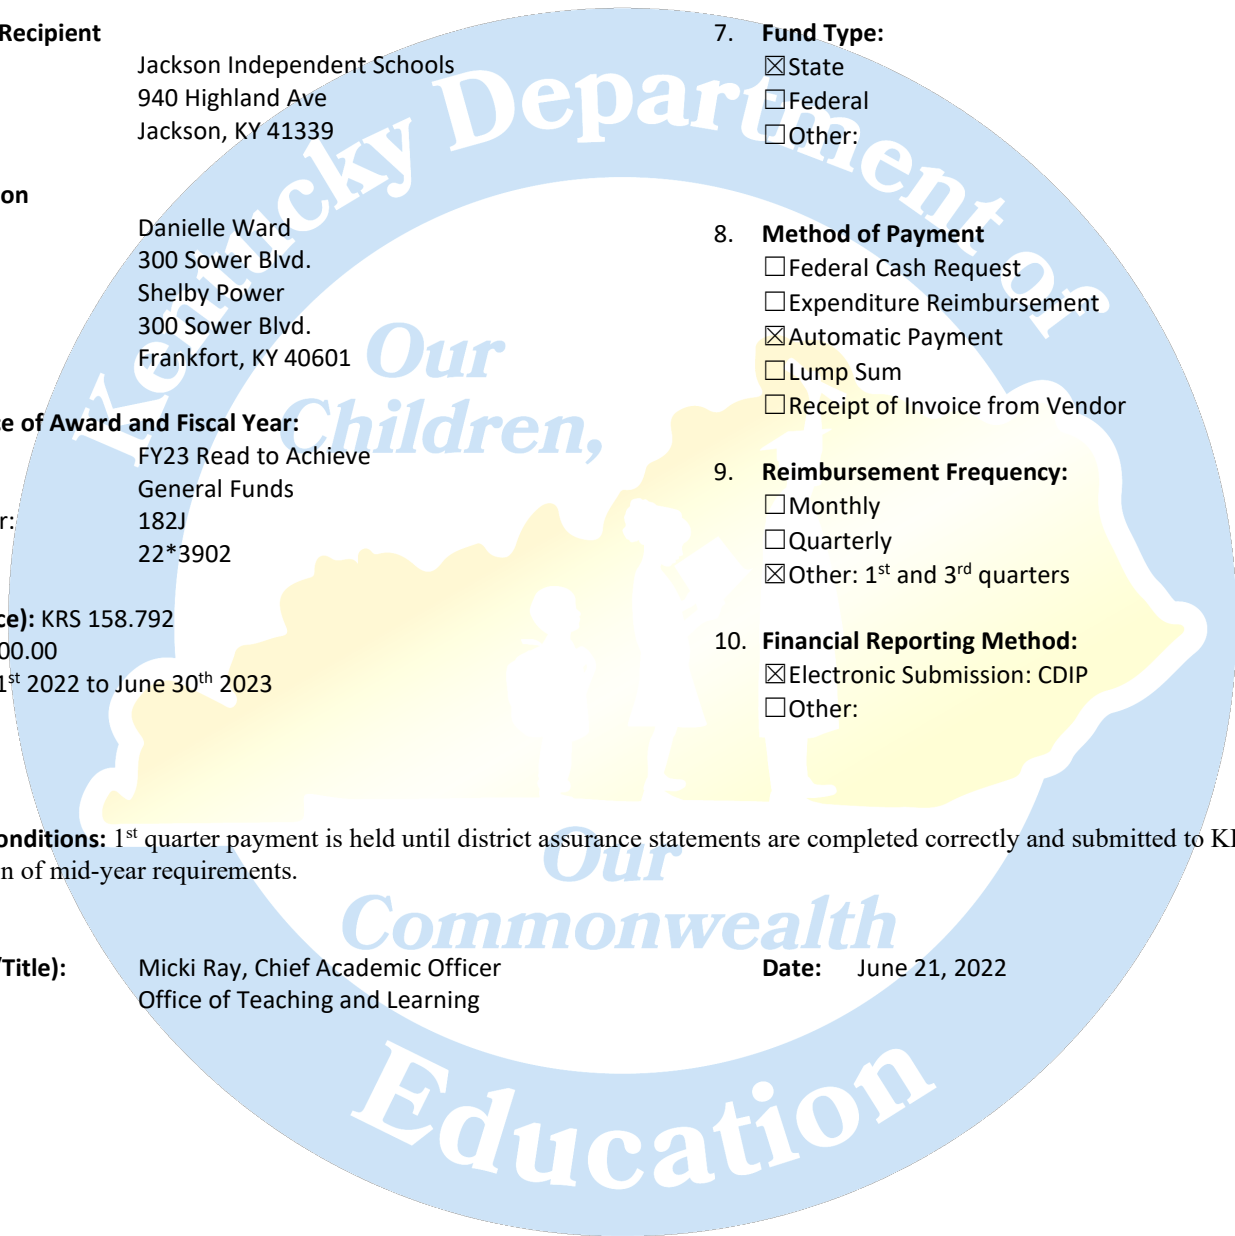 Recipient
Jackson Independent Schools
940 Highland Ave
Jackson, KY 41339
on
Danielle Ward
300 Sower Blvd.
Shelby Power
300 Sower Blvd.
Frankfort, KY 40601
ce of Award and Fiscal Year:
FY23 Read to Achieve
General Funds
r: 182J
22*3902
ce): KRS 158.792
00.00
1st 2022 to June 30th 2023
7. Fund Type:
☒State
☐Federal
☐Other:
8. Method of Payment
☐Federal Cash Request
☐Expenditure Reimbursement
☒Automatic Payment
☐Lump Sum
☐Receipt of Invoice from Vendor
9. Reimbursement Frequency:
☐Monthly
☐Quarterly
☒Other: 1st and 3rd quarters
10. Financial Reporting Method:
☒Electronic Submission: CDIP
☐Other:
onditions: 1st quarter payment is held until district assurance statements are completed correctly and submitted to
n of mid-year requirements.
/Title): Micki Ray, Chief Academic Officer Date: June 21, 2022
Office of Teaching and Learning
Kentucky Department of
Education
Our
Children,
Our
Commonwealth